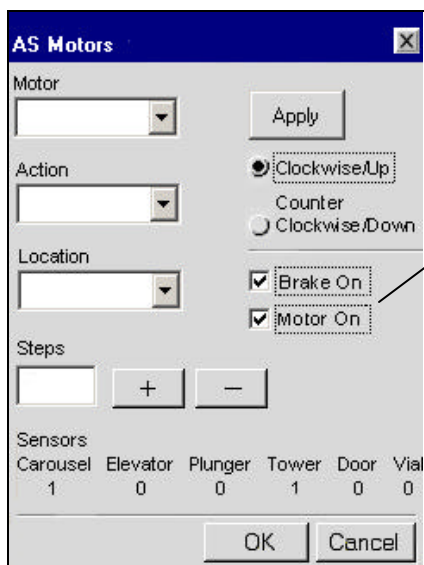 AS Motors
Motor
Apply
Action
Clockwise/Up
Counter
Clockwise/Down
Location
Brake On
Motor On
Steps
+ −
Sensors
Carousel Elevator Plunger Tower Door Vial
1 0 0 1 0 0
OK Cancel